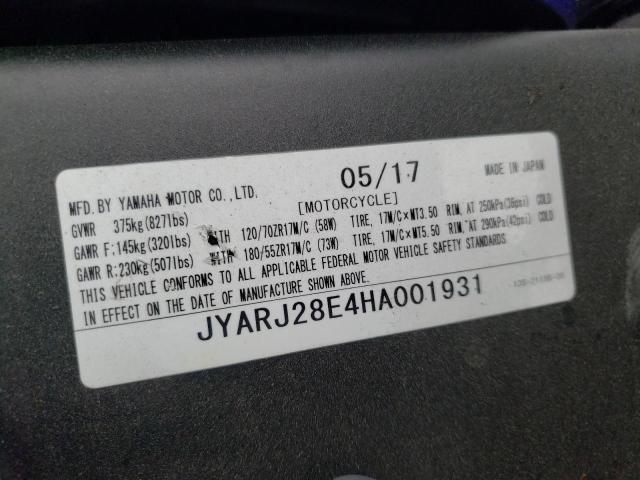 05/17 MADE IN JAPAN
MFD. BY YAMAHA MOTOR CO., LTD. [MOTORCYCLE]
GVWR 375kg(827lbs)
GAWR F:145kg(320lbs) WITH 120/70ZR17M/C (58W) TIRE, 17M/C×MT3.50 RIM, AT 250kPa(36psi) COLD
GAWR R:230kg(507lbs) WITH 180/55ZR17M/C (73W) TIRE, 17M/C×MT5.50 RIM, AT 290kPa(42psi) COLD
THIS VEHICLE CONFORMS TO ALL APPLICABLE FEDERAL MOTOR VEHICLE SAFETY STANDARDS
IN EFFECT ON THE DATE OF MANUFACTURE SHOWN ABOVE.
JYARJ28E4HA001931